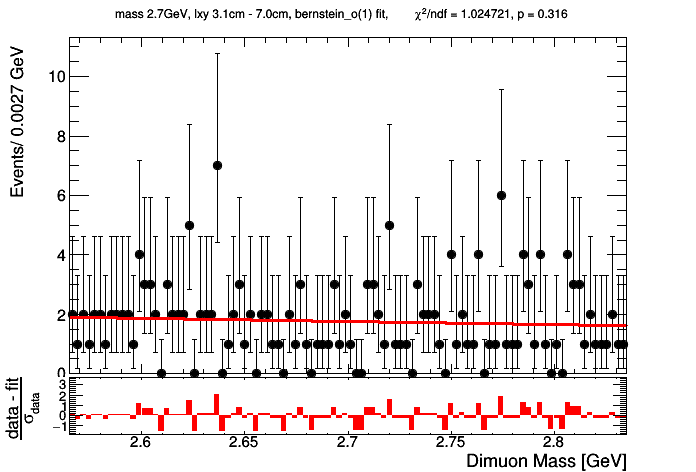 mass 2.7GeV, lxy 3.1cm - 7.0cm, bernstein_o(1) fit, χ²/ndf = 1.024721, p = 0.316
Events/ 0.0027 GeV
10
8
6
4
2
0
data - fit
σdata
3
2
1
0
−1
2.6 2.65 2.7 2.75 2.8
Dimuon Mass [GeV]